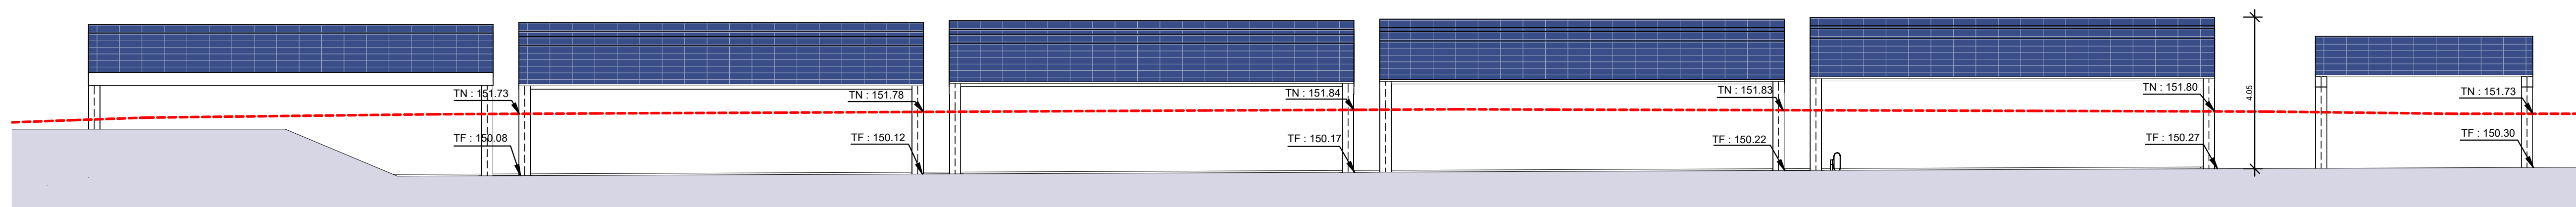 TN : 151.73
TF : 150.08
TN : 151.78
TF : 150.12
TN : 151.84
TF : 150.17
TN : 151.83
TF : 150.22
TN : 151.80
TF : 150.27
4.05
TN : 151.73
TF : 150.30